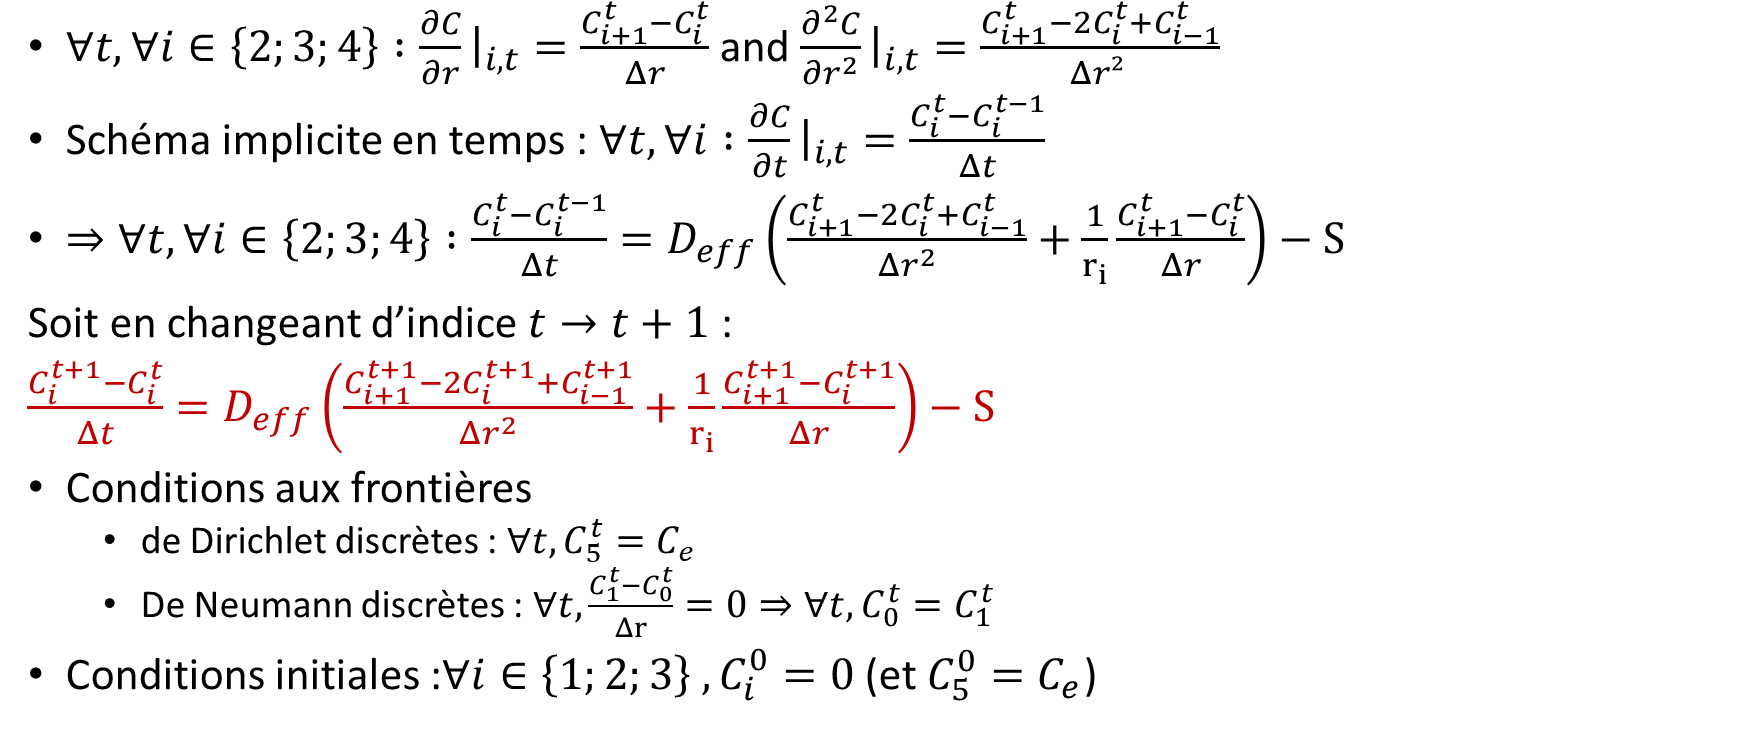 • ∀t, ∀i ∈ {2; 3; 4} : ∂C/∂r |_{i,t} = (C_{i+1}^t − C_i^t)/Δr and ∂²C/∂r² |_{i,t} = (C_{i+1}^t − 2C_i^t + C_{i−1}^t)/Δr²
• Schéma implicite en temps : ∀t, ∀i : ∂C/∂t |_{i,t} = (C_i^t − C_i^{t−1})/Δt
• ⇒ ∀t, ∀i ∈ {2; 3; 4} : (C_i^t − C_i^{t−1})/Δt = D_{eff} ((C_{i+1}^t − 2C_i^t + C_{i−1}^t)/Δr² + 1/r_i (C_{i+1}^t − C_i^t)/Δr) − S
Soit en changeant d’indice t → t + 1 :
(C_i^{t+1} − C_i^t)/Δt = D_{eff} ((C_{i+1}^{t+1} − 2C_i^{t+1} + C_{i−1}^{t+1})/Δr² + 1/r_i (C_{i+1}^{t+1} − C_i^{t+1})/Δr) − S
• Conditions aux frontières
• de Dirichlet discrètes : ∀t, C_5^t = C_e
• De Neumann discrètes : ∀t, (C_1^t − C_0^t)/Δr = 0 ⇒ ∀t, C_0^t = C_1^t
• Conditions initiales :∀i ∈ {1; 2; 3} , C_i^0 = 0 (et C_5^0 = C_e)